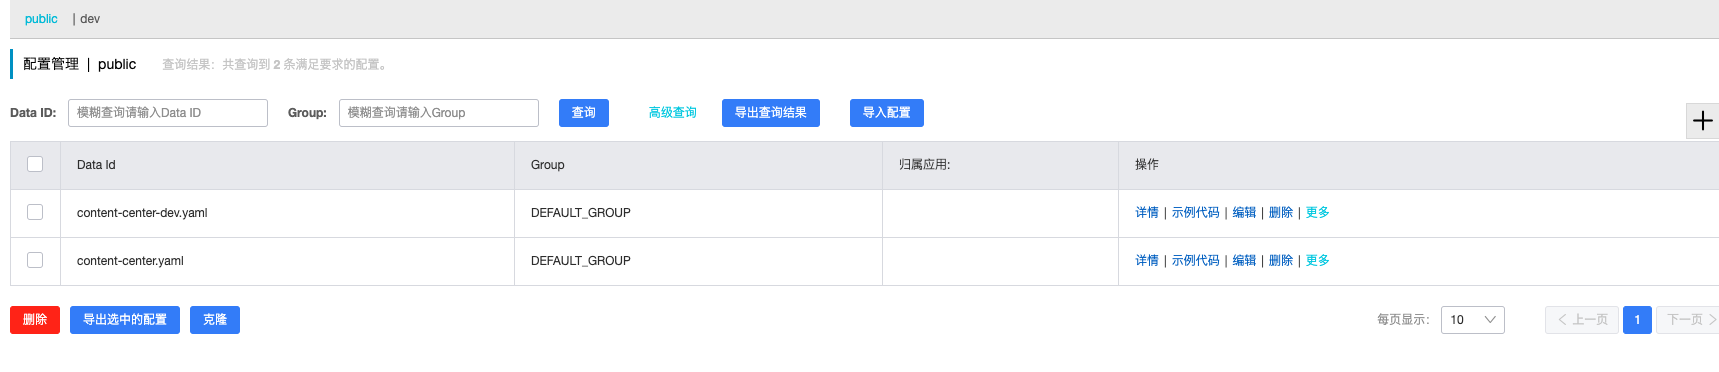 public | dev
配置管理 | public 查询结果：共查询到 2 条满足要求的配置。
Data ID: 模糊查询请输入Data ID Group: 模糊查询请输入Group 查询 高级查询 导出查询结果 导入配置
Data Id Group 归属应用: 操作
content-center-dev.yaml DEFAULT_GROUP 详情 | 示例代码 | 编辑 | 删除 | 更多
content-center.yaml DEFAULT_GROUP 详情 | 示例代码 | 编辑 | 删除 | 更多
删除 导出选中的配置 克隆 每页显示： 10 上一页 1 下一页